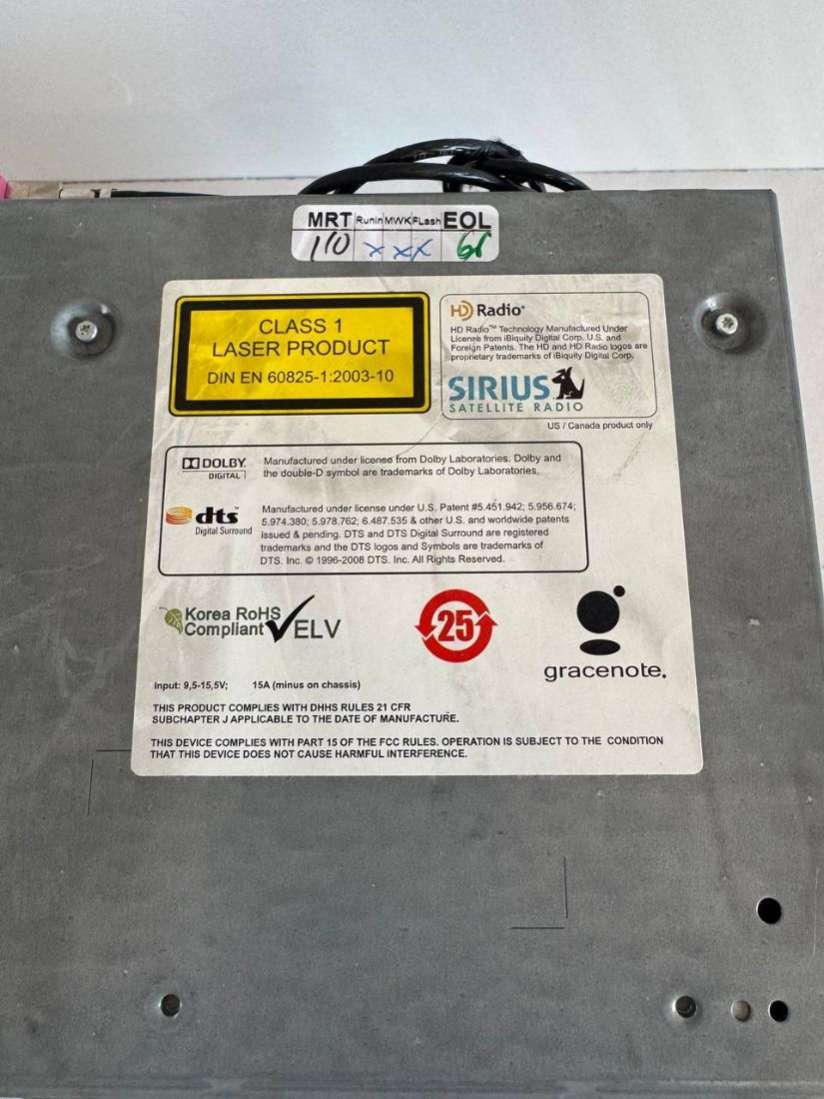 MRT Runin MWK FLash EOL
110 x x x
CLASS 1
LASER PRODUCT
DIN EN 60825-1:2003-10
HD Radio
HD Radio™ Technology Manufactured Under
License from iBiquity Digital Corp. U.S. and
Foreign Patents. The HD and HD Radio logos are
proprietary trademarks of iBiquity Digital Corp.
SIRIUS
SATELLITE RADIO
US / Canada product only
DOLBY
DIGITAL
Manufactured under license from Dolby Laboratories. Dolby and
the double-D symbol are trademarks of Dolby Laboratories.
dts
Digital Surround
Manufactured under license under U.S. Patent #5.451.942; 5.956.674;
5.974.380; 5.978.762; 6.487.535 & other U.S. and worldwide patents
issued & pending. DTS and DTS Digital Surround are registered
trademarks and the DTS logos and Symbols are trademarks of
DTS. Inc. © 1996-2008 DTS. Inc. All Rights Reserved.
Korea RoHS
Compliant
ELV
25
gracenote.
Input: 9,5-15,5V; 15A (minus on chassis)
THIS PRODUCT COMPLIES WITH DHHS RULES 21 CFR
SUBCHAPTER J APPLICABLE TO THE DATE OF MANUFACTURE.
THIS DEVICE COMPLIES WITH PART 15 OF THE FCC RULES. OPERATION IS SUBJECT TO THE CONDITION
THAT THIS DEVICE DOES NOT CAUSE HARMFUL INTERFERENCE.